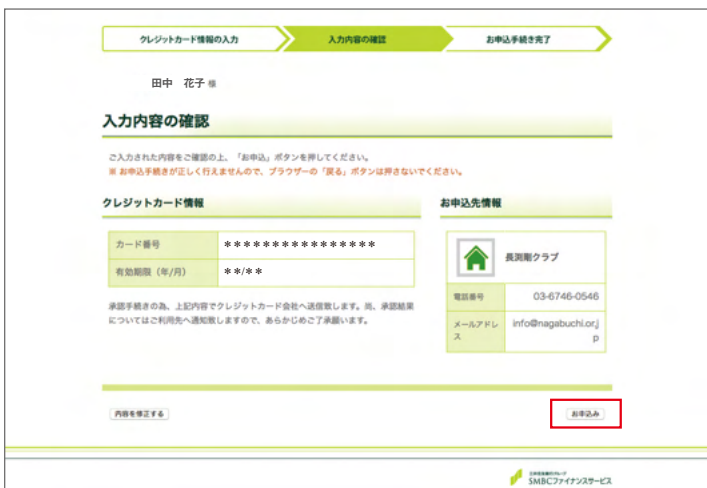 クレジットカード情報の入力
入力内容の確認
お申込手続き完了
田中 花子 様
入力内容の確認
ご入力された内容をご確認の上、「お申込」ボタンを押してください。
※ お申込手続きが正しく行えませんので、ブラウザーの「戻る」ボタンは押さないでください。
クレジットカード情報
カード番号 ****************
有効期限（年/月） **/**
承認手続きの為、上記内容でクレジットカード会社へ送信致します。尚、承認結果
についてはご利用先へ通知致しますので、あらかじめご了承願います。
お申込先情報
長渕剛クラブ
電話番号 03-6746-0546
メールアドレ info@nagabuchi.or.j
ス p
内容を修正する
お申込み
三井住友銀行グループ
SMBCファイナンスサービス